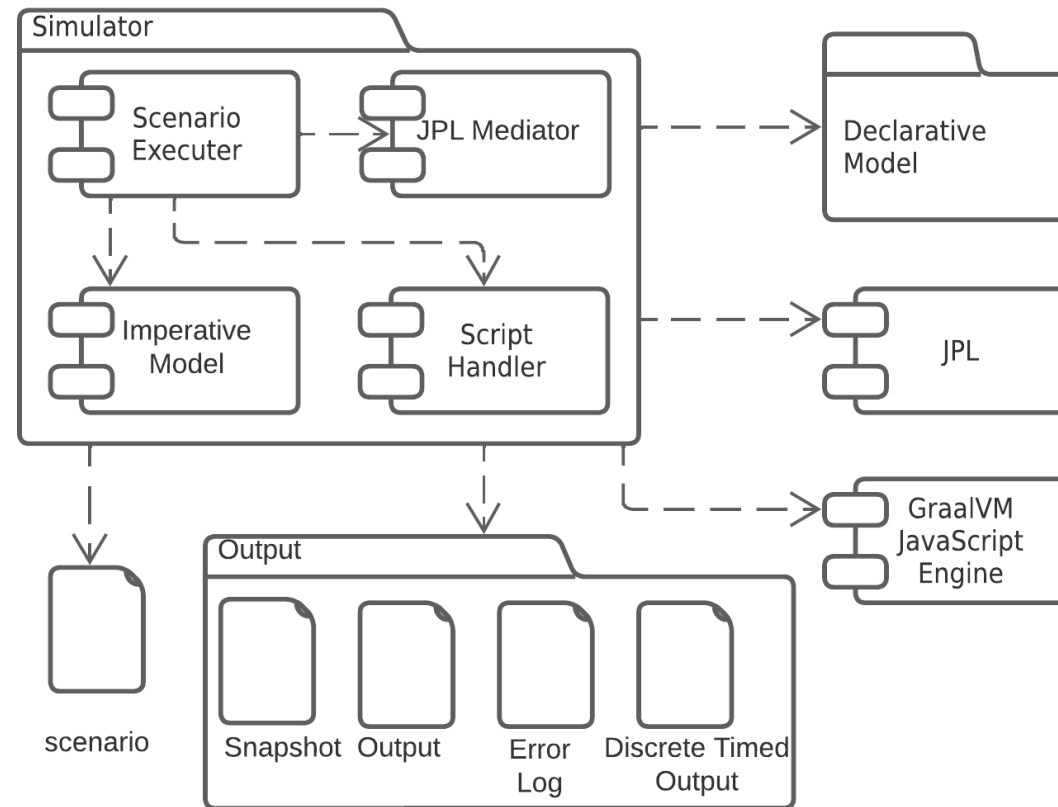 Simulator
Scenario
Executer
JPL Mediator
Declarative
Model
Imperative
Model
Script
Handler
JPL
GraalVM
JavaScript
Engine
Output
scenario
Snapshot
Output
Error
Log
Discrete Timed
Output